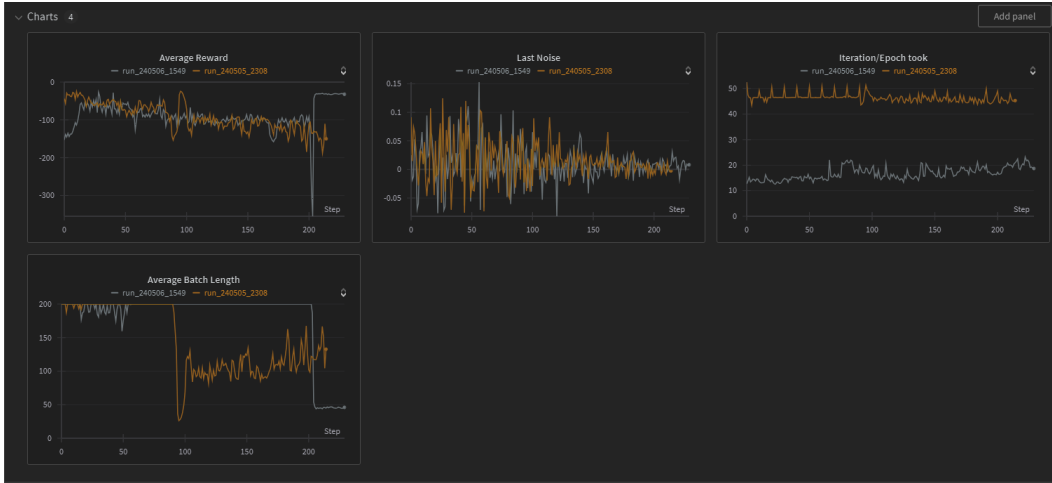 Charts 4
Add panel
Average Reward
run_240506_1549 run_240505_2308
0
-100
-200
-300
Step
0 50 100 150 200
Last Noise
run_240506_1549 run_240505_2308
0.15
0.1
0.05
0
-0.05
Step
0 50 100 150 200
Iteration/Epoch took
run_240506_1549 run_240505_2308
50
40
30
20
10
0
Step
0 50 100 150 200
Average Batch Length
run_240506_1549 run_240505_2308
200
150
100
50
0
Step
0 50 100 150 200